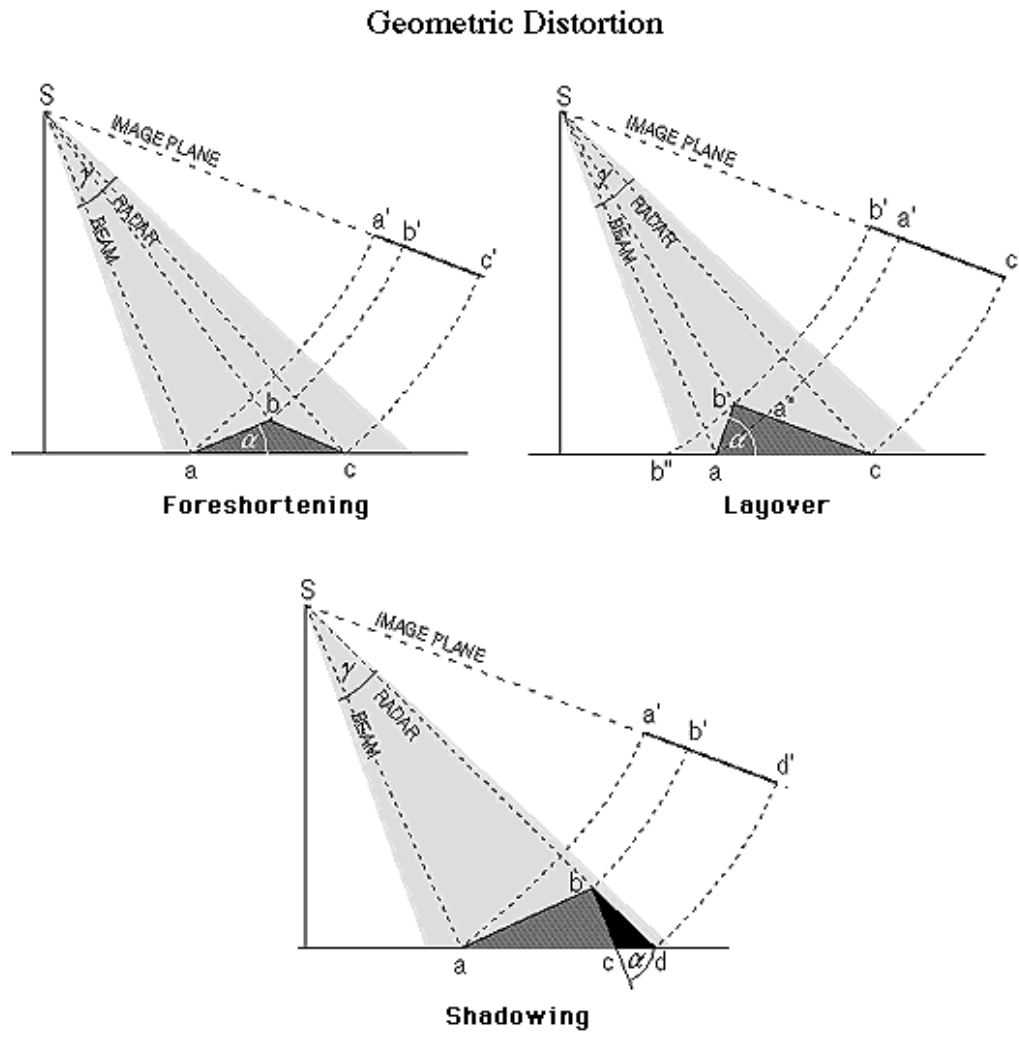 Geometric Distortion
S
IMAGE PLANE
γ
RADAR
BEAM
a'
b'
c'
b
α
a
c
Foreshortening
S
IMAGE PLANE
γ
RADAR
BEAM
b'
a'
c
b
a"
α
b"
a
c
Layover
S
IMAGE PLANE
γ
RADAR
BEAM
a'
b'
d'
b
a
c
α
d
Shadowing